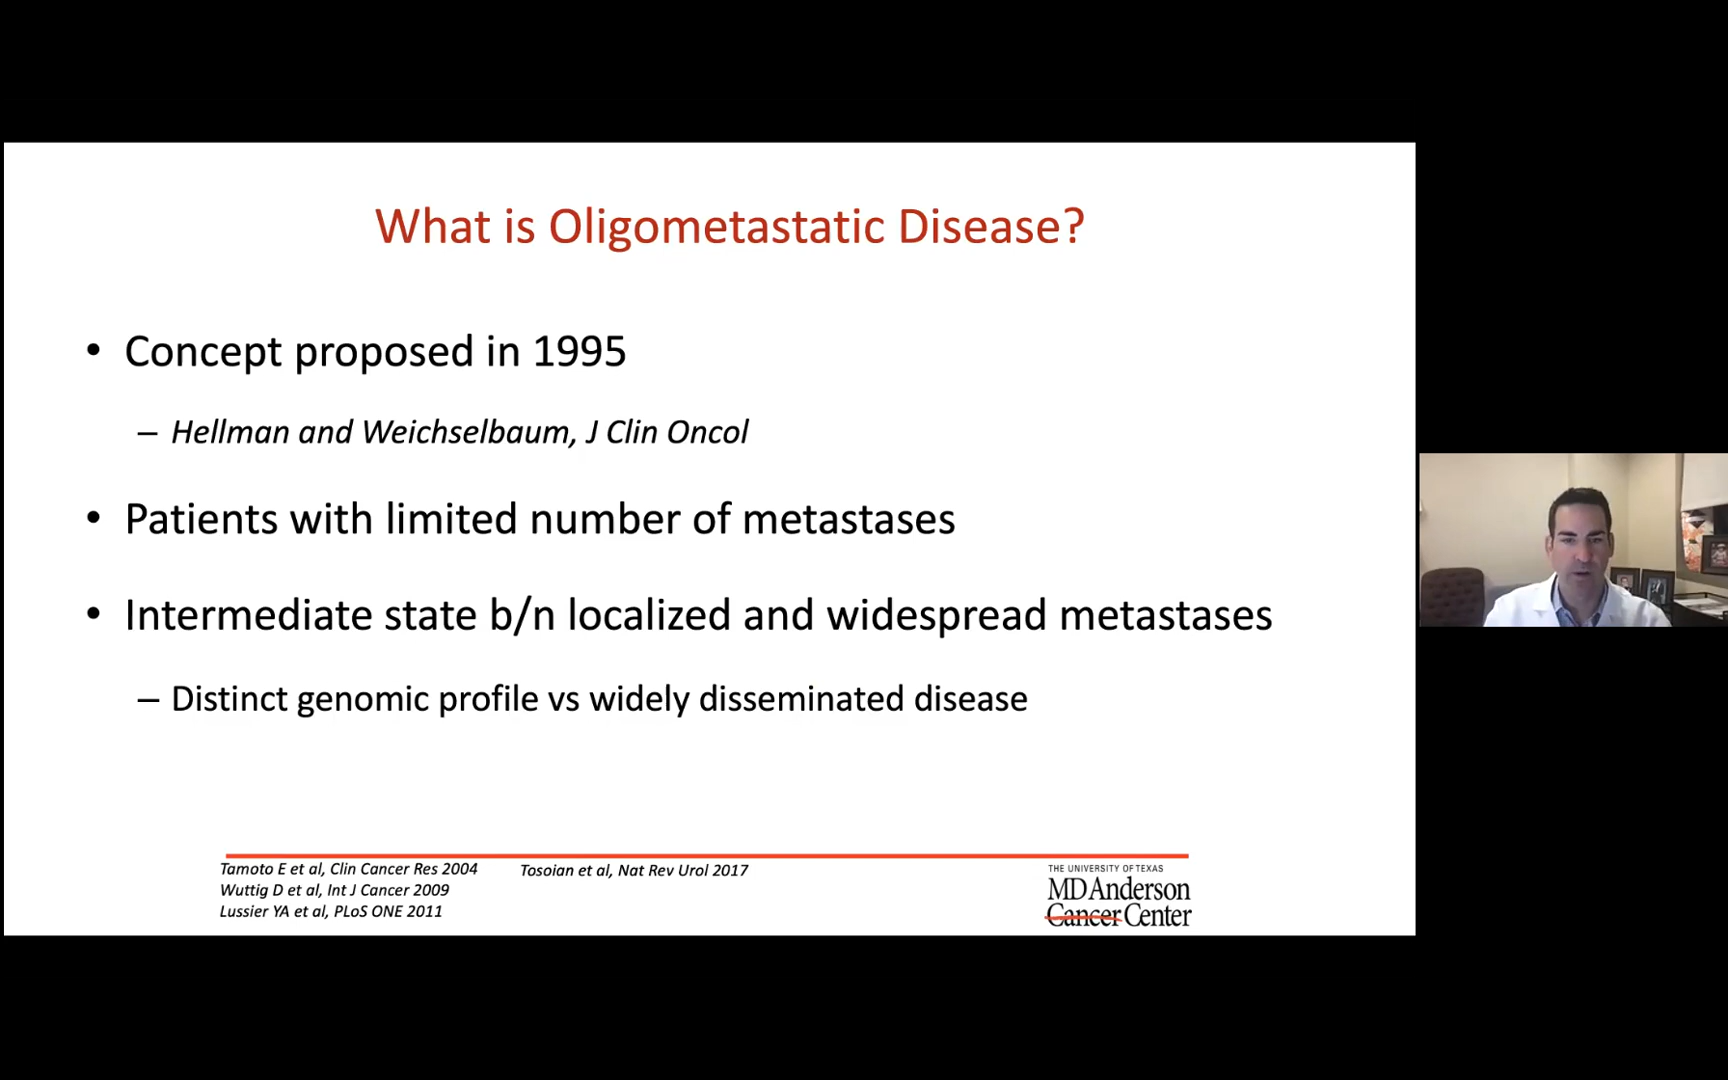 What is Oligometastatic Disease?
• Concept proposed in 1995
– Hellman and Weichselbaum, J Clin Oncol
• Patients with limited number of metastases
• Intermediate state b/n localized and widespread metastases
– Distinct genomic profile vs widely disseminated disease
Tamoto E et al, Clin Cancer Res 2004
Wuttig D et al, Int J Cancer 2009
Lussier YA et al, PLoS ONE 2011
Tosoian et al, Nat Rev Urol 2017
THE UNIVERSITY OF TEXAS
MD Anderson
Cancer Center